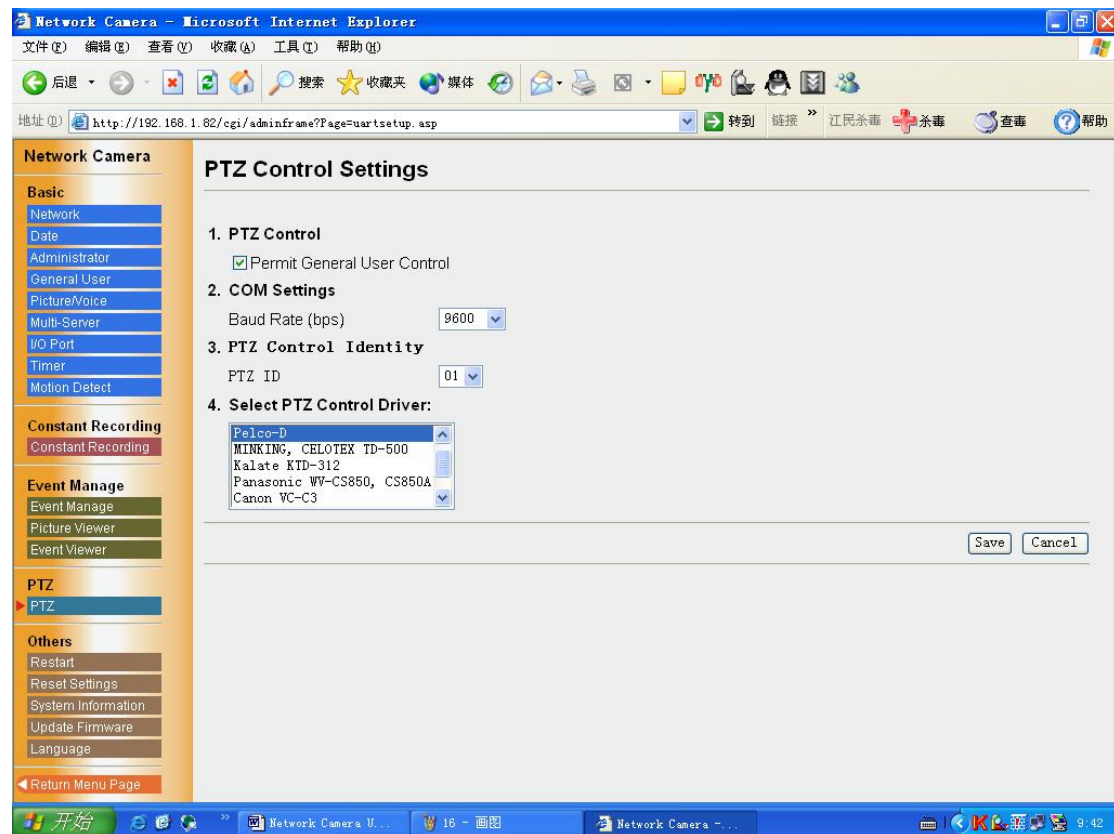 Network Camera - Microsoft Internet Explorer
文件(F) 编辑(E) 查看(V) 收藏(A) 工具(T) 帮助(H)
后退 搜索 收藏夹 媒体
地址(D) http://192.168.1.82/cgi/adminframe?Page=uartsetup.asp 转到 链接 » 江民杀毒 杀毒 查毒 帮助
Network Camera
Basic
Network
Date
Administrator
General User
Picture/Voice
Multi-Server
I/O Port
Timer
Motion Detect
Constant Recording
Constant Recording
Event Manage
Event Manage
Picture Viewer
Event Viewer
PTZ
PTZ
Others
Restart
Reset Settings
System Information
Update Firmware
Language
Return Menu Page
PTZ Control Settings
1. PTZ Control
Permit General User Control
2. COM Settings
Baud Rate (bps) 9600
3. PTZ Control Identity
PTZ ID 01
4. Select PTZ Control Driver:
Pelco-D
MINKING, CELOTEX TD-500
Kalate KTD-312
Panasonic WV-CS850, CS850A
Canon VC-C3
Save Cancel
开始 » Network Camera U... 16 - 画图 Network Camera -... 9:42